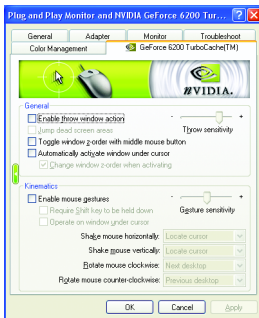 Plug and Play Monitor and NVIDIA GeForce 6200 Tur...
General Adapter Monitor Troubleshoot
Color Management GeForce 6200 TurboCache(TM)
NVIDIA.
General
Enable throw window action - +
Jump dead screen areas Throw sensitivity
Toggle window z-order with middle mouse button
Automatically activate window under cursor
Change window z-order when activating
Kinematics
Enable mouse gestures - +
Require Shift key to be held down Gesture sensitivity
Operate on window under cursor
Shake mouse horizontally: Locate cursor
Shake mouse vertically: Locate cursor
Rotate mouse clockwise: Next desktop
Rotate mouse counter-clockwise: Previous desktop
OK Cancel Apply